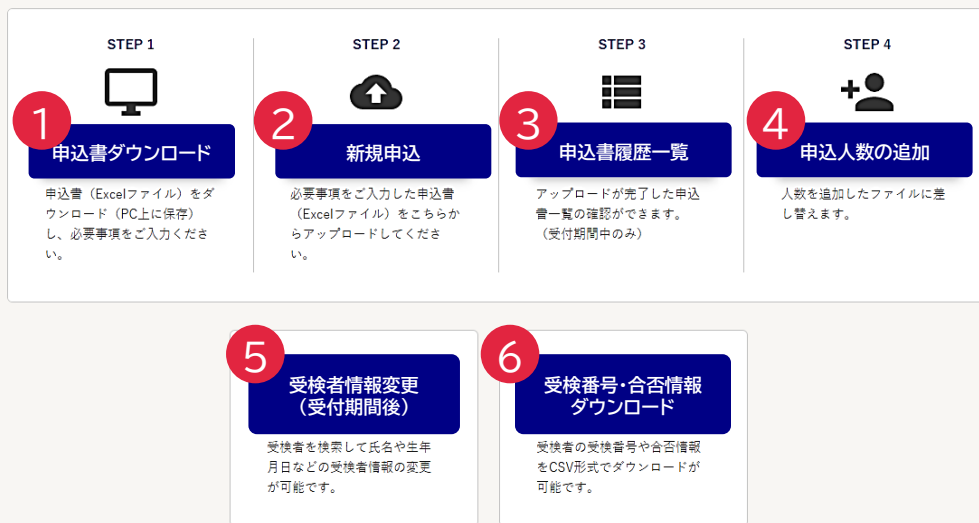 STEP 1
STEP 2
STEP 3
STEP 4
1
2
3
4
申込書ダウンロード
新規申込
申込書履歴一覧
申込人数の追加
申込書（Excelファイル）をダ
ウンロード（PC上に保存）
し、必要事項をご入力くださ
い。
必要事項をご入力した申込書
（Excelファイル）をこちらか
らアップロードしてくださ
い。
アップロードが完了した申込
書一覧の確認ができます。
（受付期間中のみ）
人数を追加したファイルに差
し替えます。
5
受検者情報変更
（受付期間後）
受検者を検索して氏名や生年
月日などの受検者情報の変更
が可能です。
6
受検番号・合否情報
ダウンロード
受検者の受検番号や合否情報
をCSV形式でダウンロードが
可能です。